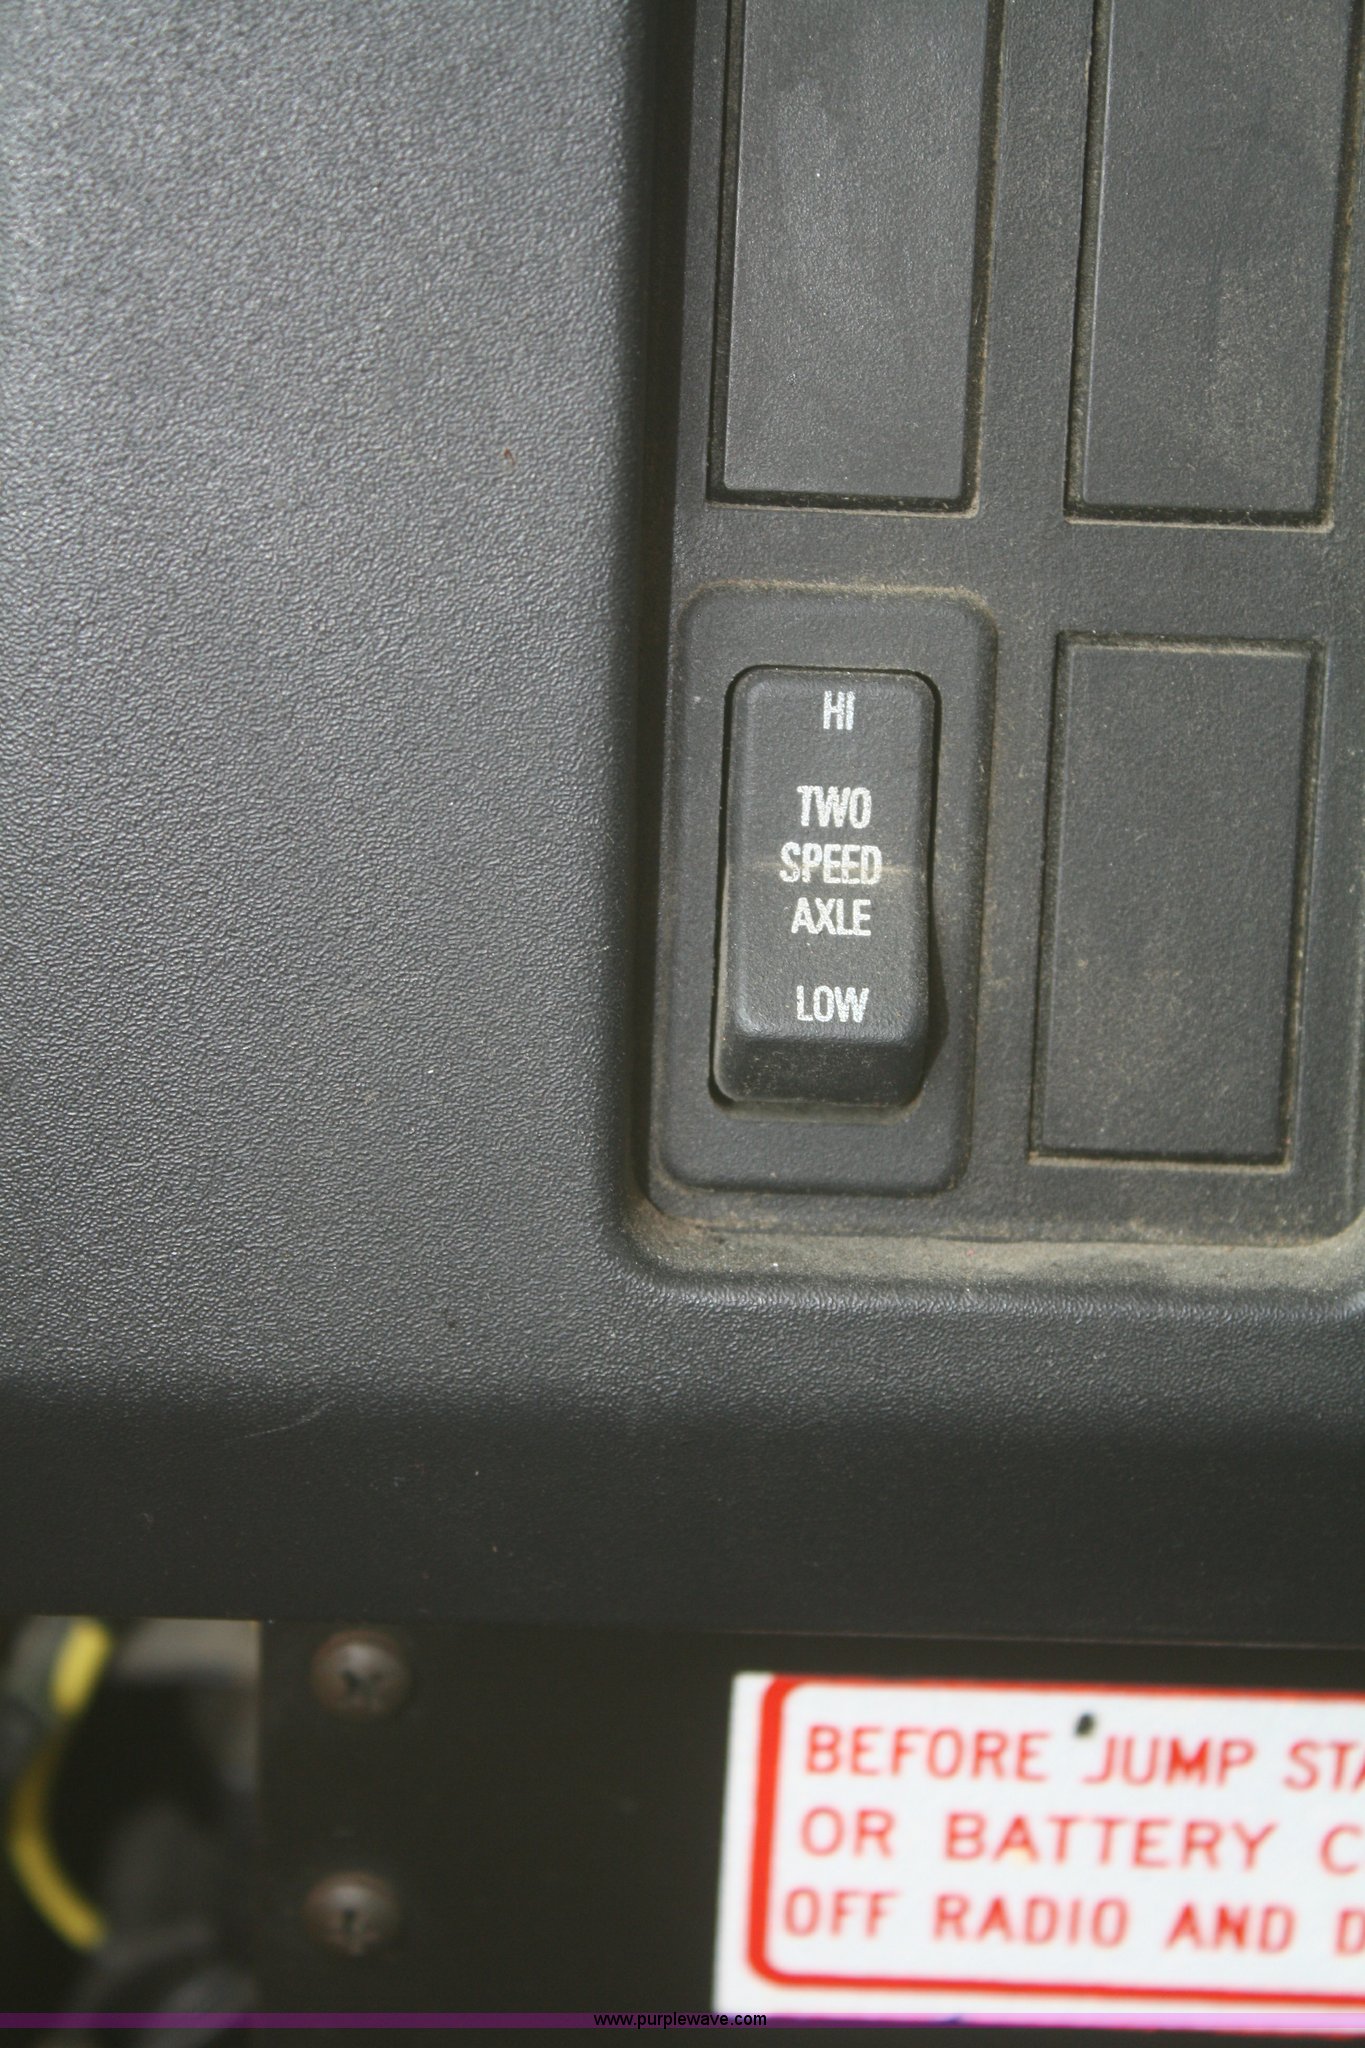 HI
TWO
SPEED
AXLE
LOW
BEFORE JUMP
OR BATTERY
OFF RADIO AND
www.purplewave.com